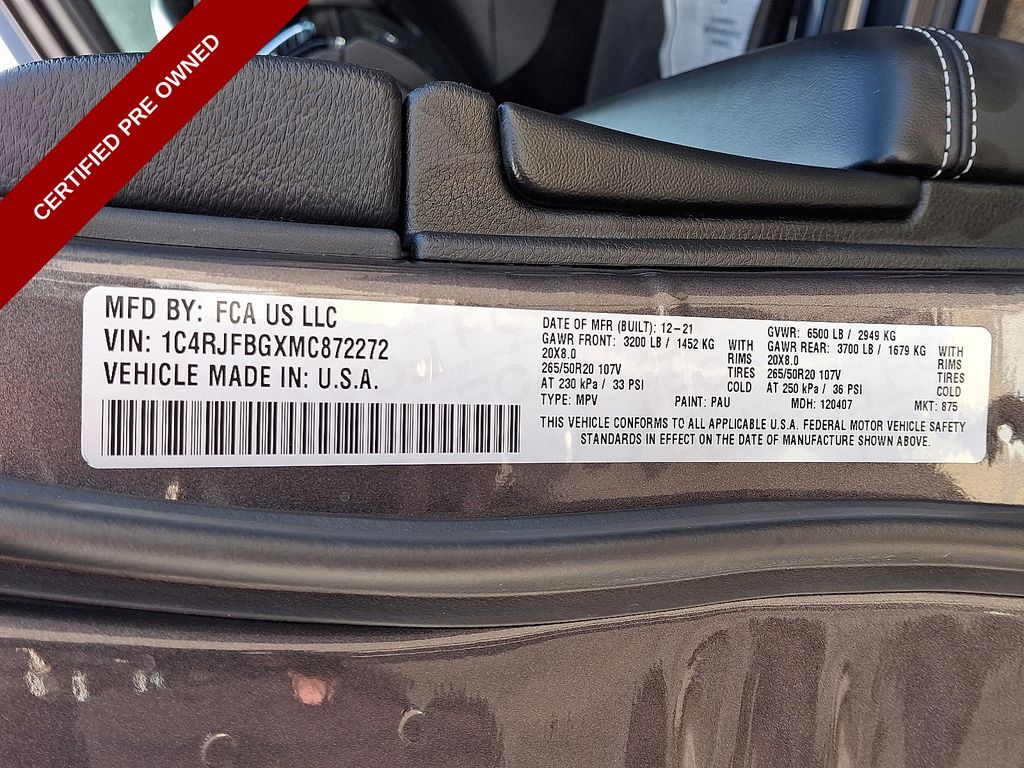 CERTIFIED PRE OWNED
MFD BY: FCA US LLC
VIN: 1C4RJFBGXMC872272
VEHICLE MADE IN: U.S.A.
DATE OF MFR (BUILT): 12-21
GAWR FRONT: 3200 LB / 1452 KG WITH
20X8.0 RIMS
265/50R20 107V TIRES
AT 230 kPa / 33 PSI COLD
TYPE: MPV PAINT: PAU
GVWR: 6500 LB / 2949 KG
GAWR REAR: 3700 LB / 1679 KG WITH
20X8.0 RIMS
265/50R20 107V TIRES
AT 250 kPa / 36 PSI COLD
MDH: 120407 MKT: 875
THIS VEHICLE CONFORMS TO ALL APPLICABLE U.S.A. FEDERAL MOTOR VEHICLE SAFETY
STANDARDS IN EFFECT ON THE DATE OF MANUFACTURE SHOWN ABOVE.